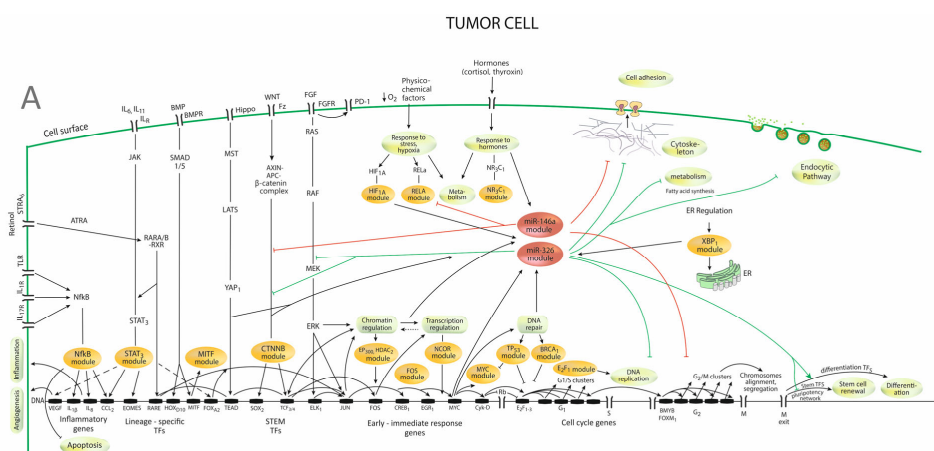 TUMOR CELL
A
Cell surface
IL6, IL11
IL6R
JAK
STAT3
STAT3 module
BMP
BMPR
SMAD 1/5
Hippo
MST
LATS
YAP1
WNT
Fz
AXIN-
APC-
β-catenin
complex
FGF
FGFR
RAS
RAF
MEK
ERK
PD-1
O2
Physico-
chemical
factors
Hormones
(cortisol, thyroxin)
Response to
stress,
hypoxia
Response to
hormones
HIF1A
HIF1A
module
RELa
RELA
module
Meta-
bolism
NR3C1
NR3C1
module
Cell adhesion
Cytoske-
leton
metabolism
Fatty acid synthesis
Endocytic
Pathway
ER Regulation
XBP1
module
ER
miR-146a
module
miR-326
module
Retinol
STRA6
ATRA
RARA/B
-RXR
TLR
IL1R
IL17R
NfkB
NfkB
module
MITF
module
CTNNB
module
Chromatin
regulation
Transcription
regulation
DNA
repair
EP300, HDAC2
module
FOS
module
NCOR
module
MYC
module
TP53
module
BRCA1
module
E2F1 module
G1/S clusters
DNA
replication
G2/M clusters
Chromosomes
alignment,
segregation
differentiation TFs
Stem TFs
pluripotency
network
Stem cell
renewal
Differenti-
ation
Inflammation
Angiogenesis
DNA
VEGF
IL1β
IL8
CCL2
EOMES
RARE
HOXD10
MITF
FOXA2
TEAD
SOX2
TCF3/4
ELK1
JUN
FOS
CREB1
EGR1
MYC
Cyk-D
Rb
E2F1-3
G1
S
BMYB
FOXM1
G2
M
M
exit
Inflammatory
genes
Lineage - specific
TFs
STEM
TFs
Early - immediate response
genes
Cell cycle genes
Apoptosis